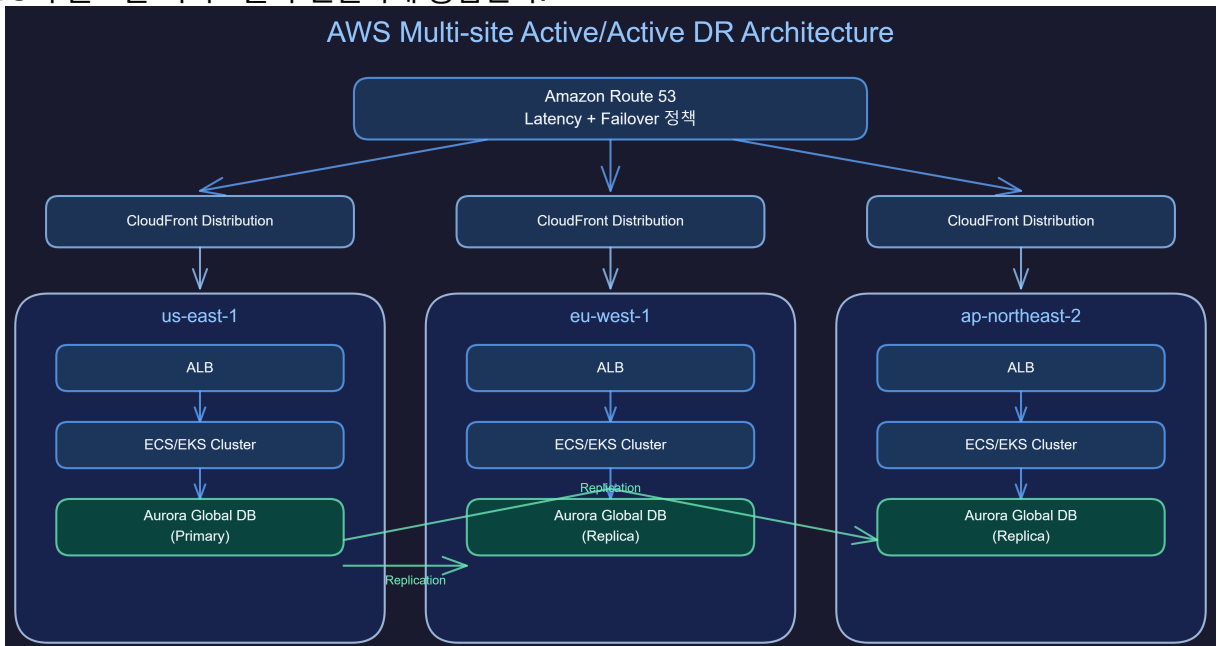 AWS Multi-site Active/Active DR Architecture
Amazon Route 53
Latency + Failover 정책
CloudFront Distribution
CloudFront Distribution
CloudFront Distribution
us-east-1
eu-west-1
ap-northeast-2
ALB
ALB
ALB
ECS/EKS Cluster
ECS/EKS Cluster
ECS/EKS Cluster
Replication
Aurora Global DB
(Primary)
Aurora Global DB
(Replica)
Aurora Global DB
(Replica)
Replication